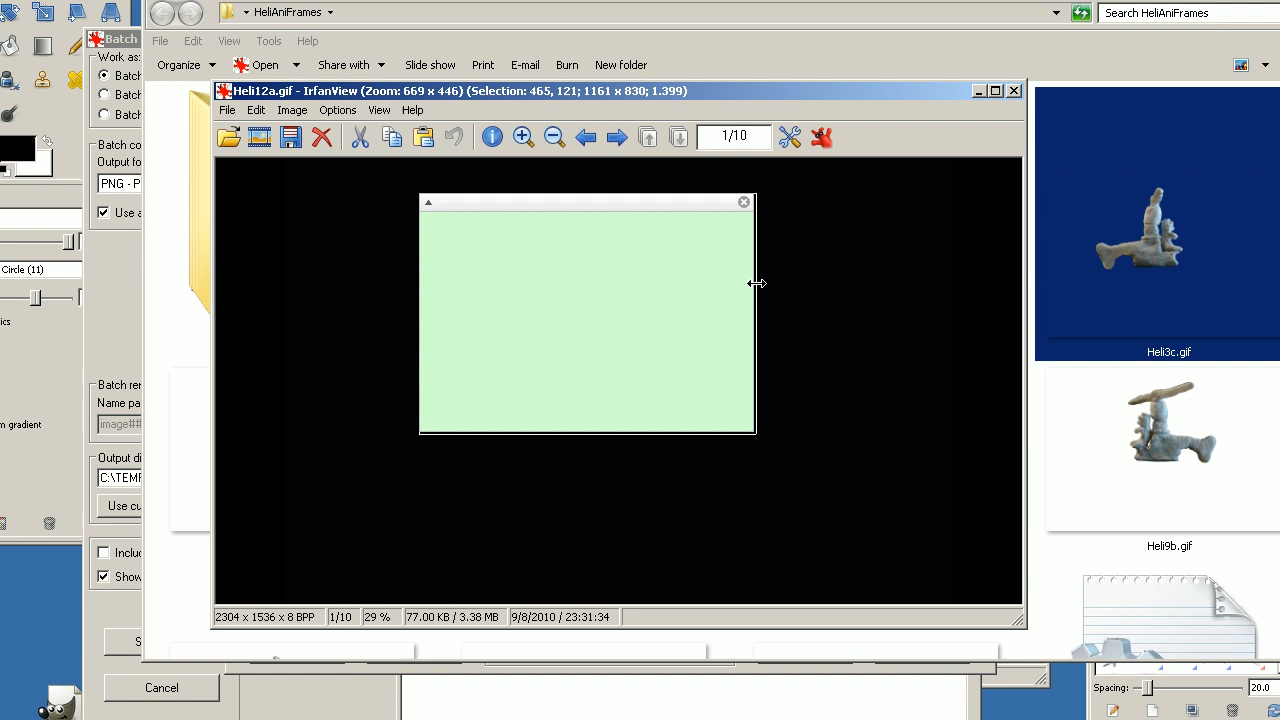 HeliAniFrames
Search HeliAniFrames
Batch
File Edit View Tools Help
Work as:
Organize Open Share with Slide show Print E-mail Burn New folder
Batch
Batch
Batch
Heli12a.gif - IrfanView (Zoom: 669 x 446) (Selection: 465, 121; 1161 x 830; 1.399)
File Edit Image Options View Help
1/10
Batch co
Output fo
PNG - P
Use a
Circle (11)
ics
Heli3c.gif
Batch ren
Name pa
m gradient
image##
Output di
C:\TEMP
Use cu
Heli9b.gif
Inclu
Show
2304 x 1536 x 8 BPP 1/10 29 % 77.00 KB / 3.38 MB 9/8/2010 / 23:31:34
S
Cancel
Spacing: 20.0